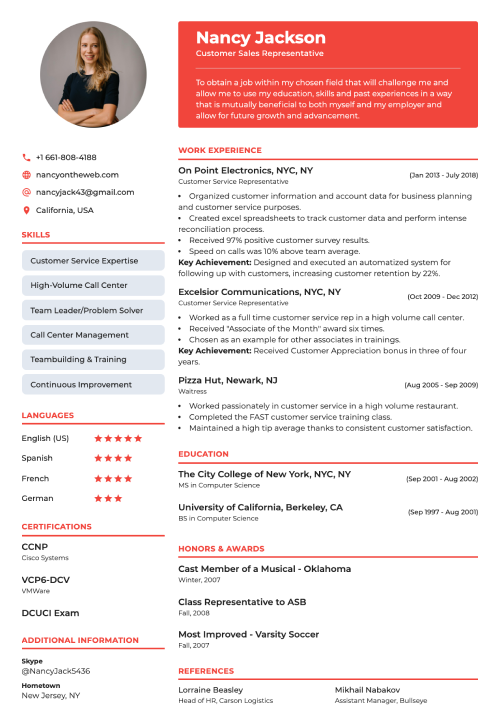 Nancy Jackson
Customer Sales Representative
To obtain a job within my chosen field that will challenge me and
allow me to use my education, skills and past experiences in a way
that is mutually beneficial to both myself and my employer and
allow for future growth and advancement.
+1 661-808-4188
nancyontheweb.com
nancyjack43@gmail.com
California, USA
SKILLS
Customer Service Expertise
High-Volume Call Center
Team Leader/Problem Solver
Call Center Management
Teambuilding & Training
Continuous Improvement
LANGUAGES
English (US)
Spanish
French
German
CERTIFICATIONS
CCNP
Cisco Systems
VCP6-DCV
VMWare
DCUCI Exam
ADDITIONAL INFORMATION
Skype
@NancyJack5436
Hometown
New Jersey, NY
WORK EXPERIENCE
On Point Electronics, NYC, NY (Jan 2013 - July 2018)
Customer Service Representative
• Organized customer information and account data for business planning
and customer service purposes.
• Created excel spreadsheets to track customer data and perform intense
reconciliation process.
• Received 97% positive customer survey results.
• Speed on calls was 10% above team average.
Key Achievement: Designed and executed an automatized system for
following up with customers, increasing customer retention by 22%.
Excelsior Communications, NYC, NY (Oct 2009 - Dec 2012)
Customer Service Representative
• Worked as a full time customer service rep in a high volume call center.
• Received "Associate of the Month" award six times.
• Chosen as an example for other associates in trainings.
Key Achievement: Received Customer Appreciation bonus in three of four
years.
Pizza Hut, Newark, NJ (Aug 2005 - Sep 2009)
Waitress
• Worked passionately in customer service in a high volume restaurant.
• Completed the FAST customer service training class.
• Maintained a high tip average thanks to consistent customer satisfaction.
EDUCATION
The City College of New York, NYC, NY (Sep 2001 - Aug 2002)
MS in Computer Science
University of California, Berkeley, CA (Sep 1997 - Aug 2001)
BS in Computer Science
HONORS & AWARDS
Cast Member of a Musical - Oklahoma
Winter, 2007
Class Representative to ASB
Fall, 2008
Most Improved - Varsity Soccer
Fall, 2007
REFERENCES
Lorraine Beasley
Head of HR, Carson Logistics
Mikhail Nabakov
Assistant Manager, Bullseye